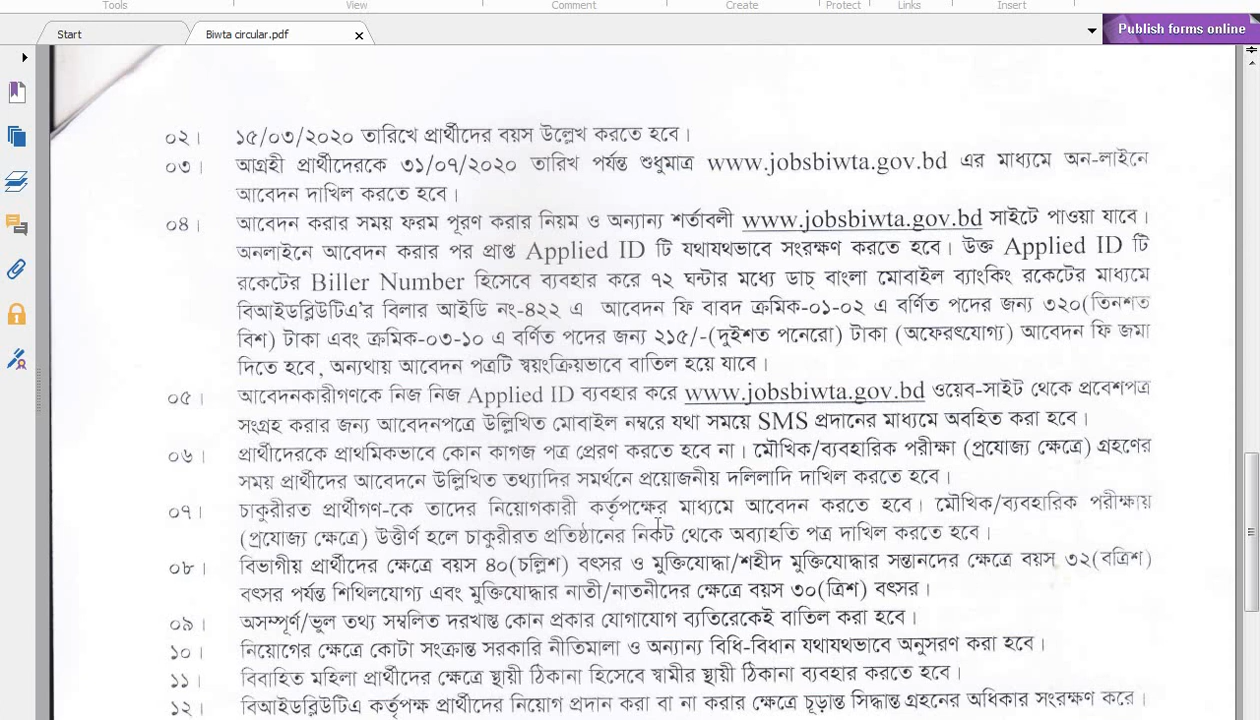 Tools View Comment Create Protect Links Insert
Start Biwta circular.pdf Publish forms online
০২। ১৫/০৩/২০২০ তারিখে প্রার্থীদের বয়স উল্লেখ করতে হবে।
০৩। আগ্রহী প্রার্থীদেরকে ৩১/০৭/২০২০ তারিখ পর্যন্ত শুধুমাত্র www.jobsbiwta.gov.bd এর মাধ্যমে অন-লাইনে
আবেদন দাখিল করতে হবে।
০৪। আবেদন করার সময় ফরম পূরণ করার নিয়ম ও অন্যান্য শর্তাবলী www.jobsbiwta.gov.bd সাইটে পাওয়া যাবে।
অনলাইনে আবেদন করার পর প্রাপ্ত Applied ID টি যথাযথভাবে সংরক্ষণ করতে হবে। উক্ত Applied ID টি
রকেটের Biller Number হিসেবে ব্যবহার করে ৭২ ঘন্টার মধ্যে ডাচ্ বাংলা মোবাইল ব্যাংকিং রকেটের মাধ্যমে
বিআইডব্লিউটিএ'র বিলার আইডি নং-৪২২ এ আবেদন ফি বাবদ ক্রমিক-০১-০২ এ বর্ণিত পদের জন্য ৩২০(তিনশত
বিশ) টাকা এবং ক্রমিক-০৩-১০ এ বর্ণিত পদের জন্য ২১৫/-(দুইশত পনেরো) টাকা (অফেরৎযোগ্য) আবেদন ফি জমা
দিতে হবে, অন্যথায় আবেদন পত্রটি স্বয়ংক্রিয়ভাবে বাতিল হয়ে যাবে।
০৫। আবেদনকারীগণকে নিজ নিজ Applied ID ব্যবহার করে www.jobsbiwta.gov.bd ওয়েব-সাইট থেকে প্রবেশপত্র
সংগ্রহ করার জন্য আবেদনপত্রে উল্লিখিত মোবাইল নম্বরে যথা সময়ে SMS প্রদানের মাধ্যমে অবহিত করা হবে।
০৬। প্রার্থীদেরকে প্রাথমিকভাবে কোন কাগজ পত্র প্রেরণ করতে হবে না। মৌখিক/ব্যবহারিক পরীক্ষা (প্রযোজ্য ক্ষেত্রে) গ্রহণের
সময় প্রার্থীদের আবেদনে উল্লিখিত তথ্যাদির সমর্থনে প্রয়োজনীয় দলিলাদি দাখিল করতে হবে।
০৭। চাকুরীরত প্রার্থীগণ-কে তাদের নিয়োগকারী কর্তৃপক্ষের মাধ্যমে আবেদন করতে হবে। মৌখিক/ব্যবহারিক পরীক্ষায়
(প্রযোজ্য ক্ষেত্রে) উত্তীর্ণ হলে চাকুরীরত প্রতিষ্ঠানের নিকট থেকে অব্যাহতি পত্র দাখিল করতে হবে।
০৮। বিভাগীয় প্রার্থীদের ক্ষেত্রে বয়স ৪০(চল্লিশ) বৎসর ও মুক্তিযোদ্ধা/শহীদ মুক্তিযোদ্ধার সন্তানদের ক্ষেত্রে বয়স ৩২(বত্রিশ)
বৎসর পর্যন্ত শিথিলযোগ্য এবং মুক্তিযোদ্ধার নাতী/নাতনীদের ক্ষেত্রে বয়স ৩০(ত্রিশ) বৎসর।
০৯। অসম্পূর্ণ/ভুল তথ্য সম্বলিত দরখাস্ত কোন প্রকার যোগাযোগ ব্যতিরেকেই বাতিল করা হবে।
১০। নিয়োগের ক্ষেত্রে কোটা সংক্রান্ত সরকারি নীতিমালা ও অন্যান্য বিধি-বিধান যথাযথভাবে অনুসরণ করা হবে।
১১। বিবাহিত মহিলা প্রার্থীদের ক্ষেত্রে স্থায়ী ঠিকানা হিসেবে স্বামীর স্থায়ী ঠিকানা ব্যবহার করতে হবে।
১২। বিআইডব্লিউটিএ কর্তৃপক্ষ প্রার্থীদের নিয়োগ প্রদান করা বা না করার ক্ষেত্রে চূড়ান্ত সিদ্ধান্ত গ্রহনের অধিকার সংরক্ষণ করে।